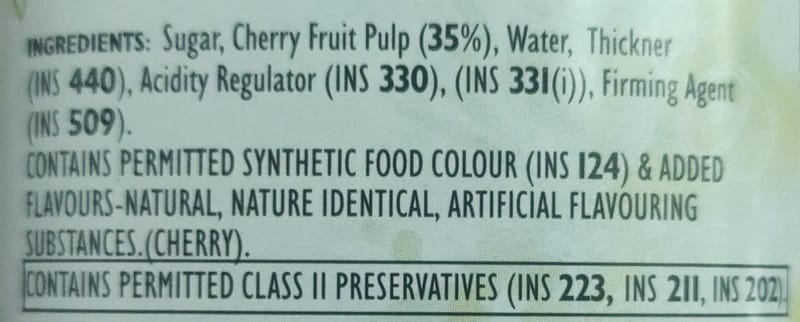 INGREDIENTS: Sugar, Cherry Fruit Pulp (35%), Water, Thickner
(INS 440), Acidity Regulator (INS 330), (INS 331(i)), Firming Agent
(INS 509).
CONTAINS PERMITTED SYNTHETIC FOOD COLOUR (INS 124) & ADDED
FLAVOURS-NATURAL, NATURE IDENTICAL, ARTIFICIAL FLAVOURING
SUBSTANCES.(CHERRY).
CONTAINS PERMITTED CLASS II PRESERVATIVES (INS 223, INS 211, INS 202).